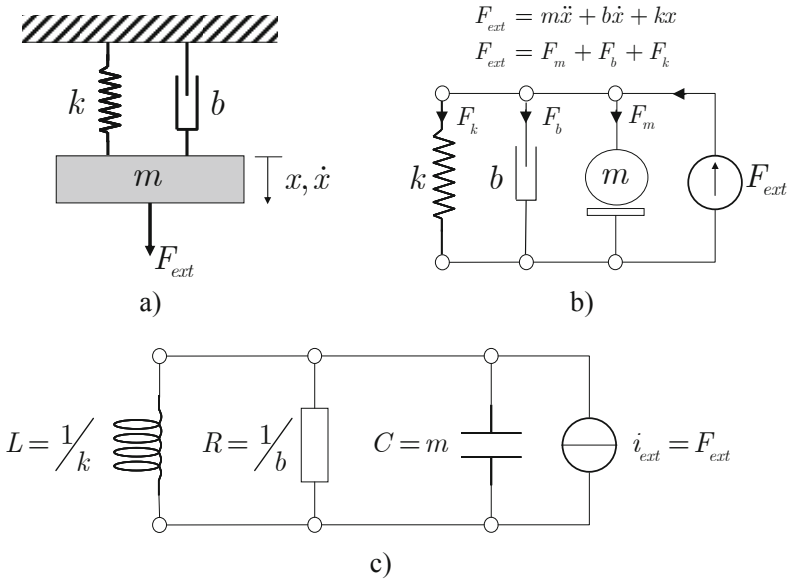 F_ext = mẍ + bẋ + kx
F_ext = F_m + F_b + F_k
k b
m x, ẋ
F_ext
a)
F_k F_b F_m
k b m F_ext
b)
L = 1/k R = 1/b C = m i_ext = F_ext
c)